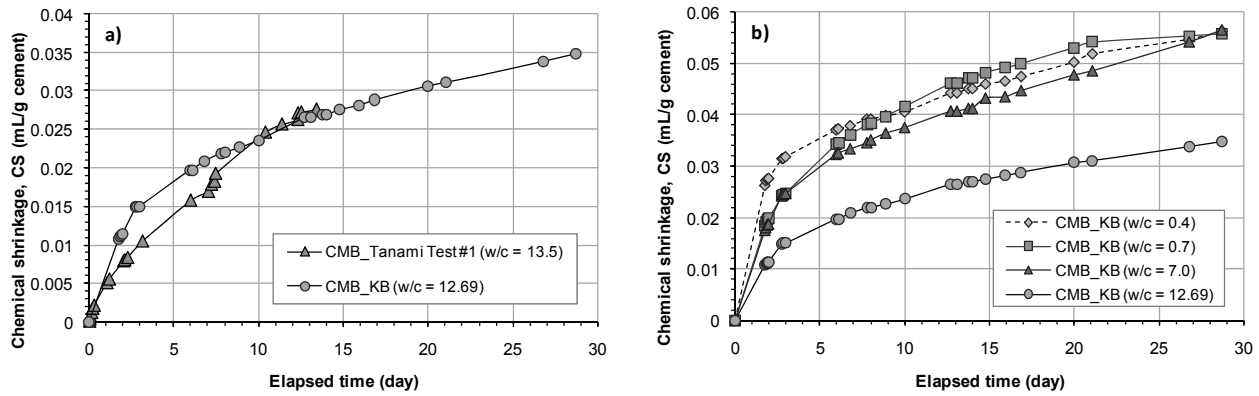 a)
Chemical shrinkage, CS (mL/g cement)
0.04
0.035
0.03
0.025
0.02
0.015
0.01
0.005
0
0 5 10 15 20 25 30
Elapsed time (day)
CMB_Tanami Test#1 (w/c = 13.5)
CMB_KB (w/c = 12.69)
b)
Chemical shrinkage, CS (mL/g cement)
0.06
0.05
0.04
0.03
0.02
0.01
0
0 5 10 15 20 25 30
Elapsed time (day)
CMB_KB (w/c = 0.4)
CMB_KB (w/c = 0.7)
CMB_KB (w/c = 7.0)
CMB_KB (w/c = 12.69)